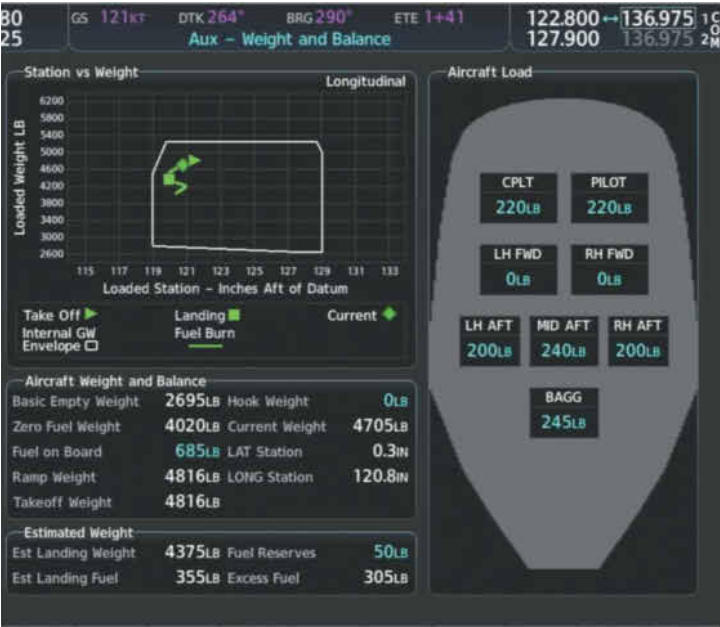 80 GS 121KT DTK 264° BRG 290° ETE 1+41 122.800 ↔ 136.975 1 C
25 Aux – Weight and Balance 127.900 136.975 2 M
O
Station vs Weight
Longitudinal
Loaded Weight LB
6200
5800
5400
5000
4600
4200
3800
3400
3000
2600
115 117 119 121 123 125 127 129 131 133
Loaded Station – Inches Aft of Datum
Take Off Landing Current
Internal GW Fuel Burn
Envelope
Aircraft Weight and Balance
Basic Empty Weight 2695LB Hook Weight 0LB
Zero Fuel Weight 4020LB Current Weight 4705LB
Fuel on Board 685LB LAT Station 0.3IN
Ramp Weight 4816LB LONG Station 120.8IN
Takeoff Weight 4816LB
Estimated Weight
Est Landing Weight 4375LB Fuel Reserves 50LB
Est Landing Fuel 355LB Excess Fuel 305LB
Aircraft Load
CPLT PILOT
220LB 220LB
LH FWD RH FWD
0LB 0LB
LH AFT MID AFT RH AFT
200LB 240LB 200LB
BAGG
245LB